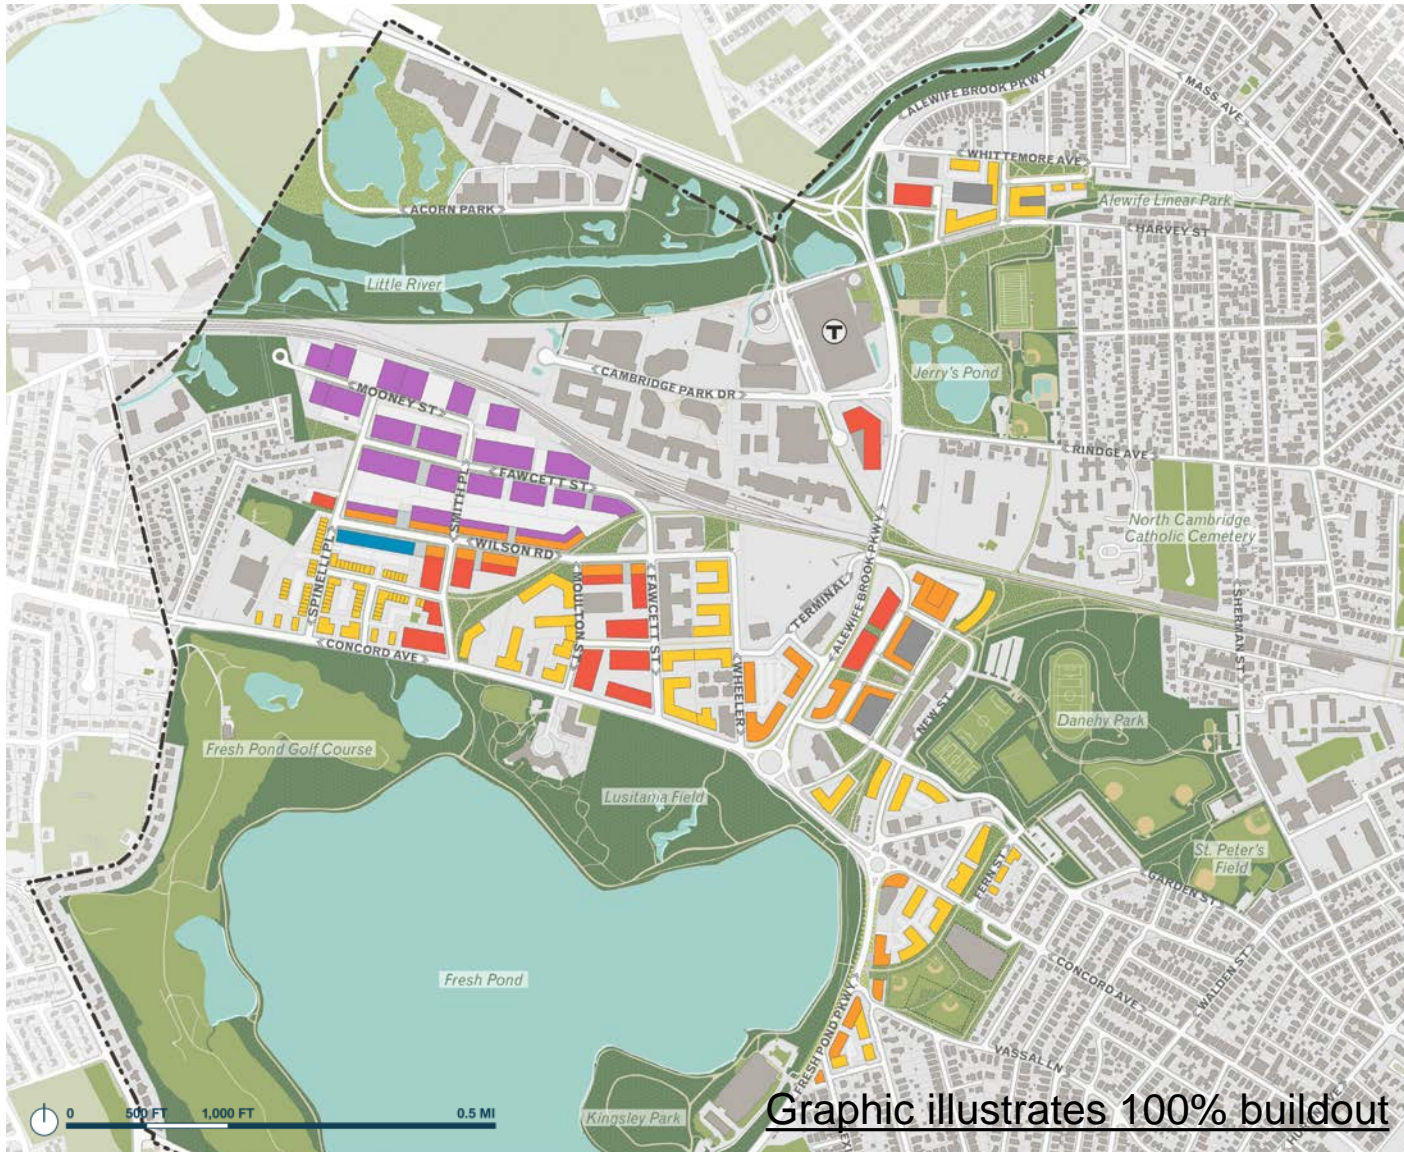 ALEWIFE BROOK PKWY
MASS. AVE
WHITTEMORE AVE
Alewife Linear Park
ACORN PARK
HARVEY ST
Little River
T
CAMBRIDGE PARK DR
Jerry's Pond
MOONEY ST
RINDGE AVE
FAWCETT ST
SMITH PL
North Cambridge
Catholic Cemetery
WILSON RD
ALEWIFE BROOK PKWY
SPINELLI PL
MOULTON ST
FAWCETT ST
TERMINAL
SHERMAN ST
CONCORD AVE
WHEELER
NEW ST
Danehy Park
Fresh Pond Golf Course
Lusitania Field
St. Peter's
Field
FERN ST
GARDEN ST
Fresh Pond
CONCORD AVE
WALDEN ST
FRESH POND PKWY
VASSAL LN
Kingsley Park
0 500 FT 1,000 FT 0.5 MI
Graphic illustrates 100% buildout